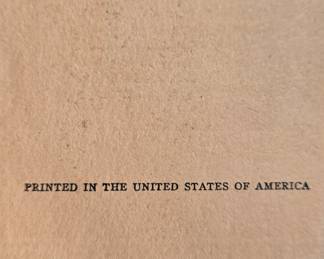 PRINTED IN THE UNITED STATES OF AMERICA